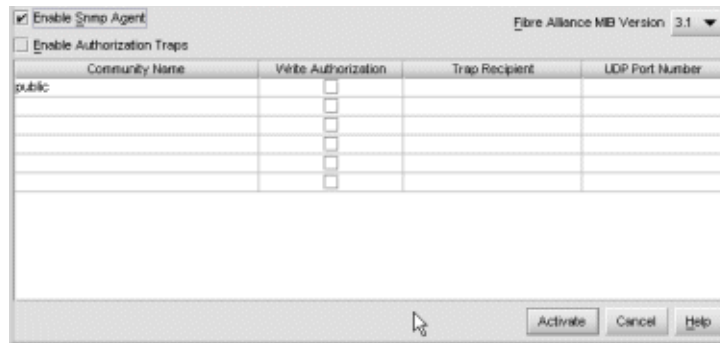 Enable Snmp Agent
Fibre Alliance MIB Version 3.1
Enable Authorization Traps
Community Name Write Authorization Trap Recipient UDP Port Number
public
Activate Cancel Help